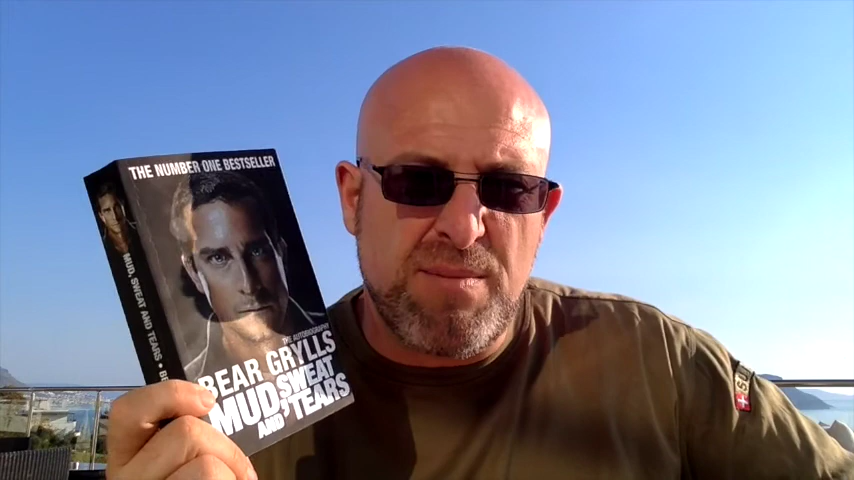 THE NUMBER ONE BESTSELLER
MUD, SWEAT AND TEARS •
THE AUTOBIOGRAPHY
BEAR GRYLLS
MUD, SWEAT
AND TEARS